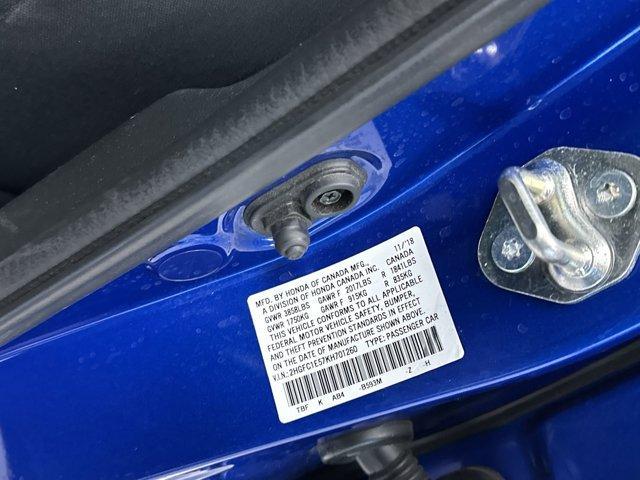 MFD. BY HONDA OF CANADA MFG., 11/'18
A DIVISION OF HONDA CANADA INC. CANADA
GVWR 3858LBS GAWR F 2017LBS R 1841LBS
GVWR 1750KG GAWR F 915KG R 835KG
THIS VEHICLE CONFORMS TO ALL APPLICABLE
FEDERAL MOTOR VEHICLE SAFETY, BUMPER,
AND THEFT PREVENTION STANDARDS IN EFFECT
ON THE DATE OF MANUFACTURE SHOWN ABOVE.
V.I.N.: 2HGFC1E57KH701260 TYPE: PASSENGER CAR
TBF K AB4 -B593M -Z -H